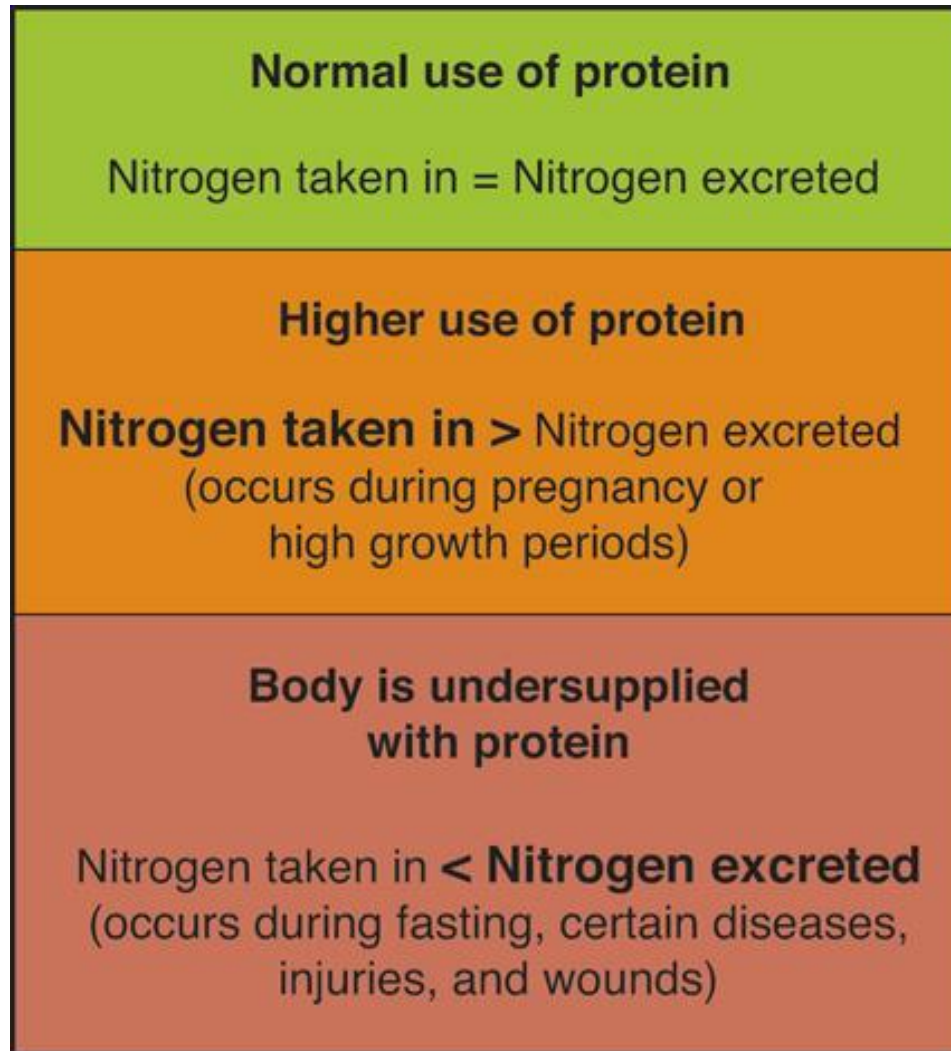 Normal use of protein
Nitrogen taken in = Nitrogen excreted
Higher use of protein
Nitrogen taken in > Nitrogen excreted
(occurs during pregnancy or
high growth periods)
Body is undersupplied
with protein
Nitrogen taken in < Nitrogen excreted
(occurs during fasting, certain diseases,
injuries, and wounds)